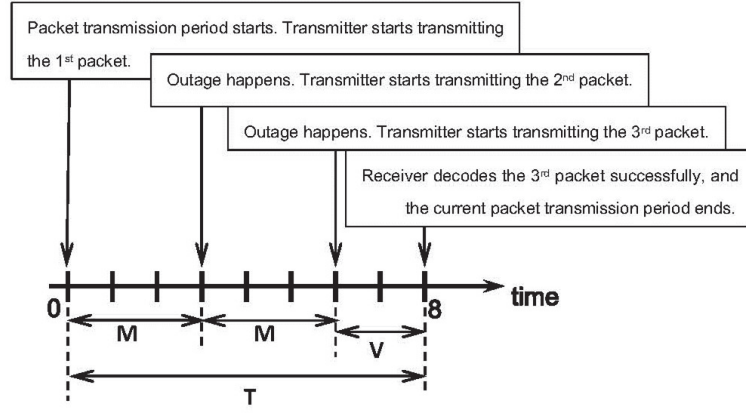 Packet transmission period starts. Transmitter starts transmitting
the 1st packet.
Outage happens. Transmitter starts transmitting the 2nd packet.
Outage happens. Transmitter starts transmitting the 3rd packet.
Receiver decodes the 3rd packet successfully, and
the current packet transmission period ends.
0
8
time
M
M
V
T